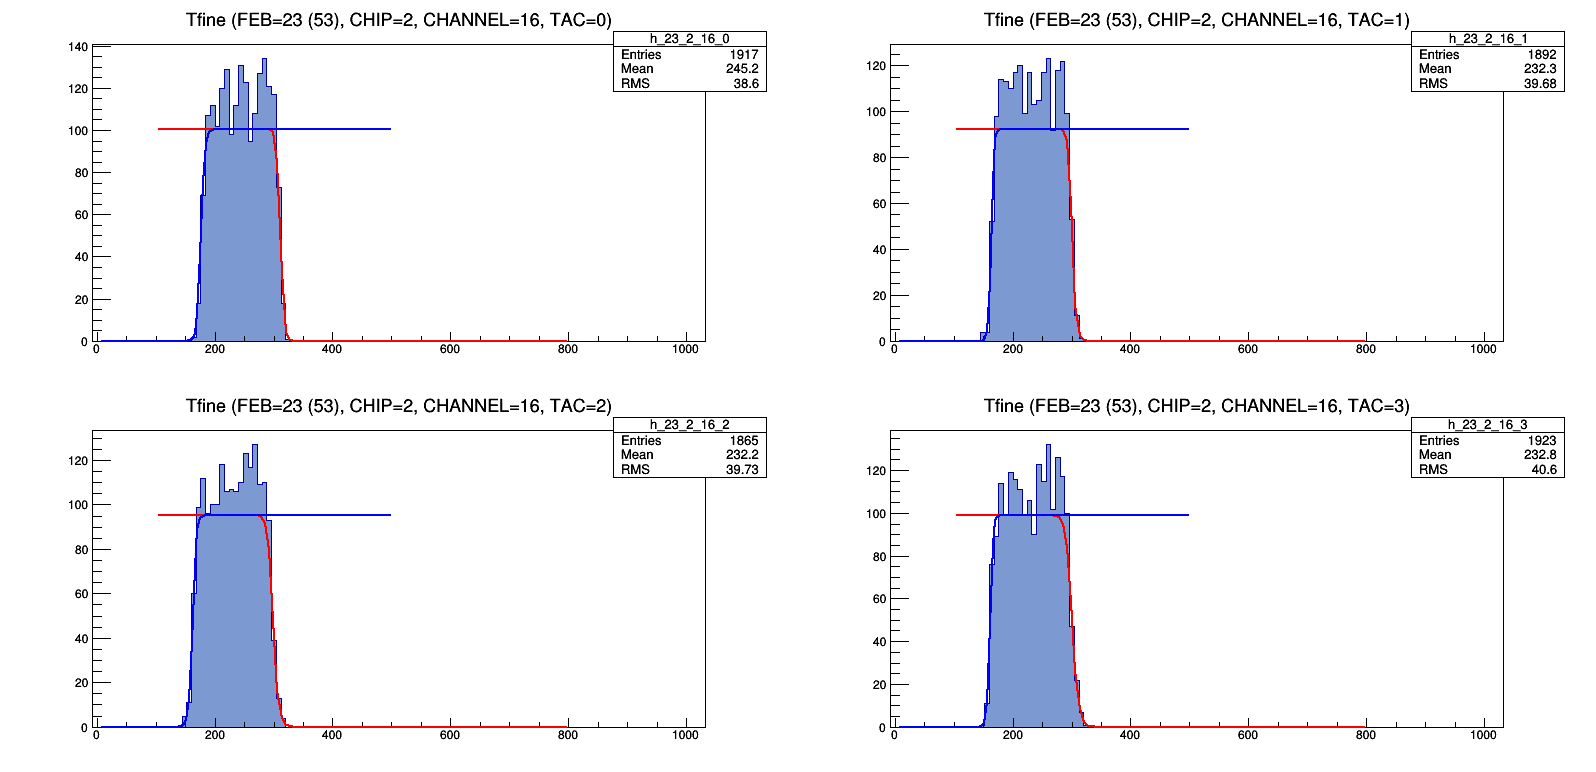 Tfine (FEB=23 (53), CHIP=2, CHANNEL=16, TAC=0)
h_23_2_16_0
Entries 1917
Mean 245.2
RMS 38.6
140
120
100
80
60
40
20
0
0 200 400 600 800 1000
Tfine (FEB=23 (53), CHIP=2, CHANNEL=16, TAC=1)
h_23_2_16_1
Entries 1892
Mean 232.3
RMS 39.68
120
100
80
60
40
20
0
0 200 400 600 800 1000
Tfine (FEB=23 (53), CHIP=2, CHANNEL=16, TAC=2)
h_23_2_16_2
Entries 1865
Mean 232.2
RMS 39.73
120
100
80
60
40
20
0
0 200 400 600 800 1000
Tfine (FEB=23 (53), CHIP=2, CHANNEL=16, TAC=3)
h_23_2_16_3
Entries 1923
Mean 232.8
RMS 40.6
120
100
80
60
40
20
0
0 200 400 600 800 1000